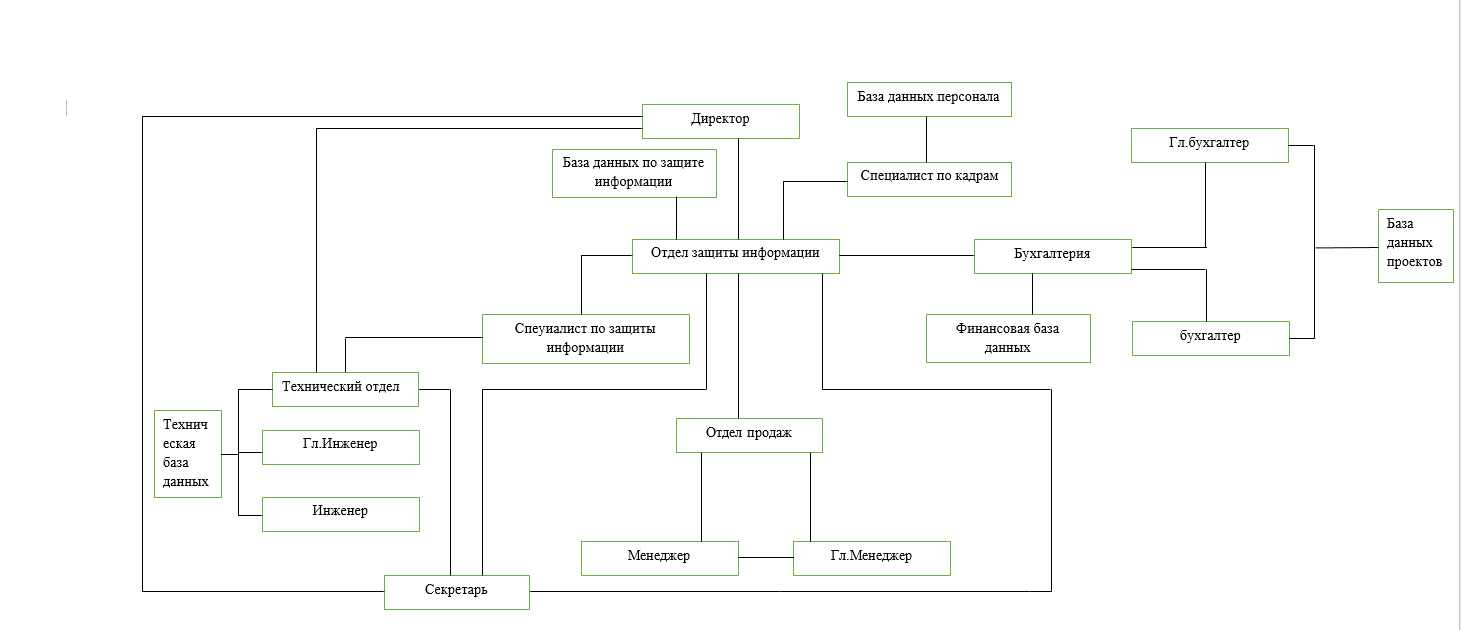 База данных персонала
Директор
Гл.бухгалтер
База данных по защите
информации
Специалист по кадрам
База
данных
проектов
Отдел защиты информации
Бухгалтерия
Спеуиалист по защиты
информации
Финансовая база
данных
бухгалтер
Технический отдел
Технич
еская
база
данных
Гл.Инженер
Отдел продаж
Инженер
Менеджер
Гл.Менеджер
Секретарь